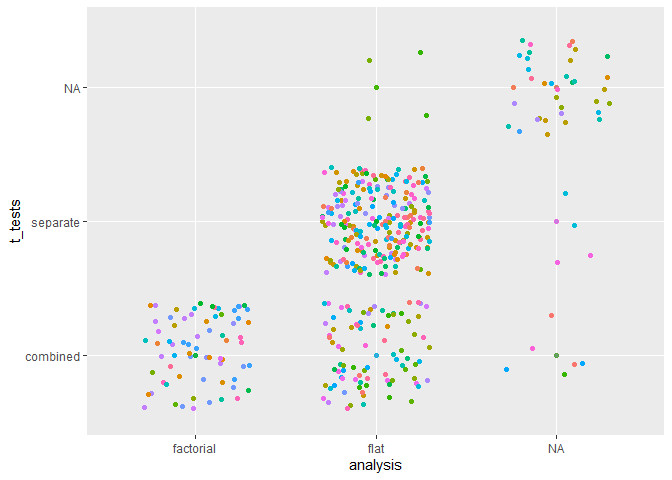 NA
separate
combined
t_tests
factorial
flat
NA
analysis